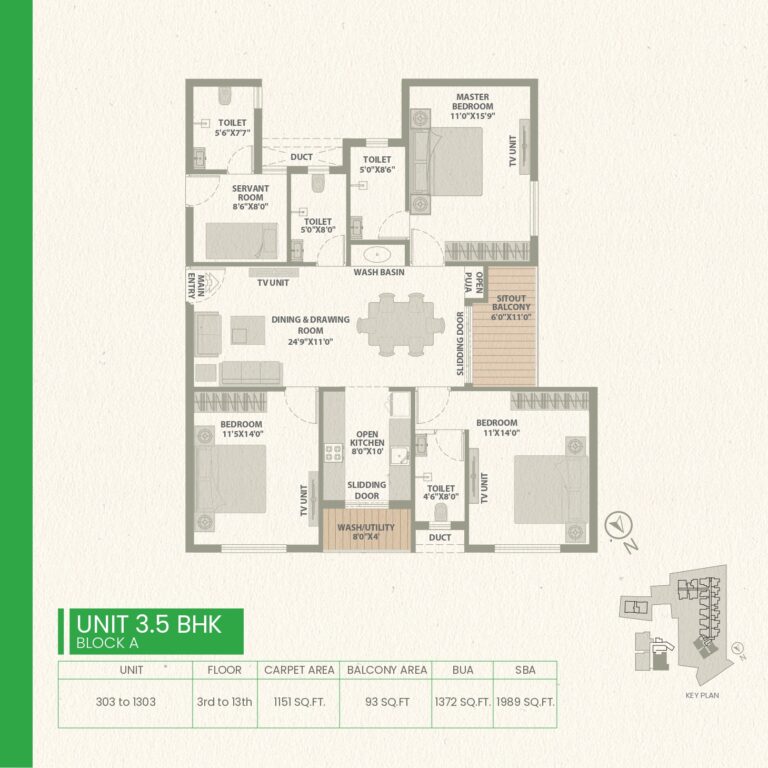 MASTER
BEDROOM
11'0"X15'9"
TV UNIT
TOILET
5'6"X7'7"
DUCT
TOILET
5'0"X8'6"
SERVANT
ROOM
8'6"X8'0"
TOILET
5'0"X8'0"
WASH BASIN
MAIN
ENTRY
TV UNIT
OPEN
PUJA
SITOUT
BALCONY
6'0"X11'0"
DINING & DRAWING
ROOM
24'9"X11'0"
SLIDDING DOOR
BEDROOM
11'5X14'0"
TV UNIT
OPEN
KITCHEN
8'0"X10'
SLIDDING
DOOR
BEDROOM
11'X14'0"
TV UNIT
TOILET
4'6"X8'0"
WASH/UTILITY
8'0"X4'
DUCT
N
UNIT 3.5 BHK
BLOCK A
UNIT FLOOR CARPET AREA BALCONY AREA BUA SBA
303 to 1303 3rd to 13th 1151 SQ.FT. 93 SQ.FT 1372 SQ.FT. 1989 SQ.FT.
N
KEY PLAN